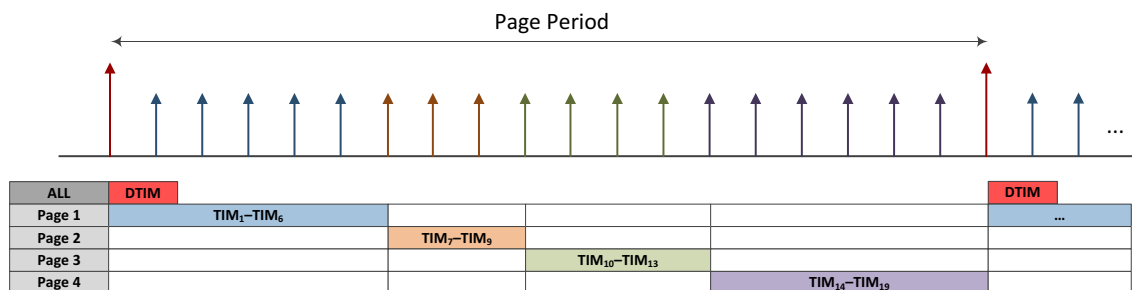 Page Period
...
ALL DTIM DTIM
Page 1 TIM₁–TIM₆ ...
Page 2 TIM₇–TIM₉
Page 3 TIM₁₀–TIM₁₃
Page 4 TIM₁₄–TIM₁₉